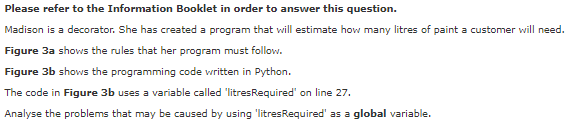 Please refer to the Information Booklet in order to answer this question.
Madison is a decorator. She has created a program that will estimate how many litres of paint a customer will need.
Figure 3a shows the rules that her program must follow.
Figure 3b shows the programming code written in Python.
The code in Figure 3b uses a variable called 'litresRequired' on line 27.
Analyse the problems that may be caused by using 'litresRequired' as a global variable.